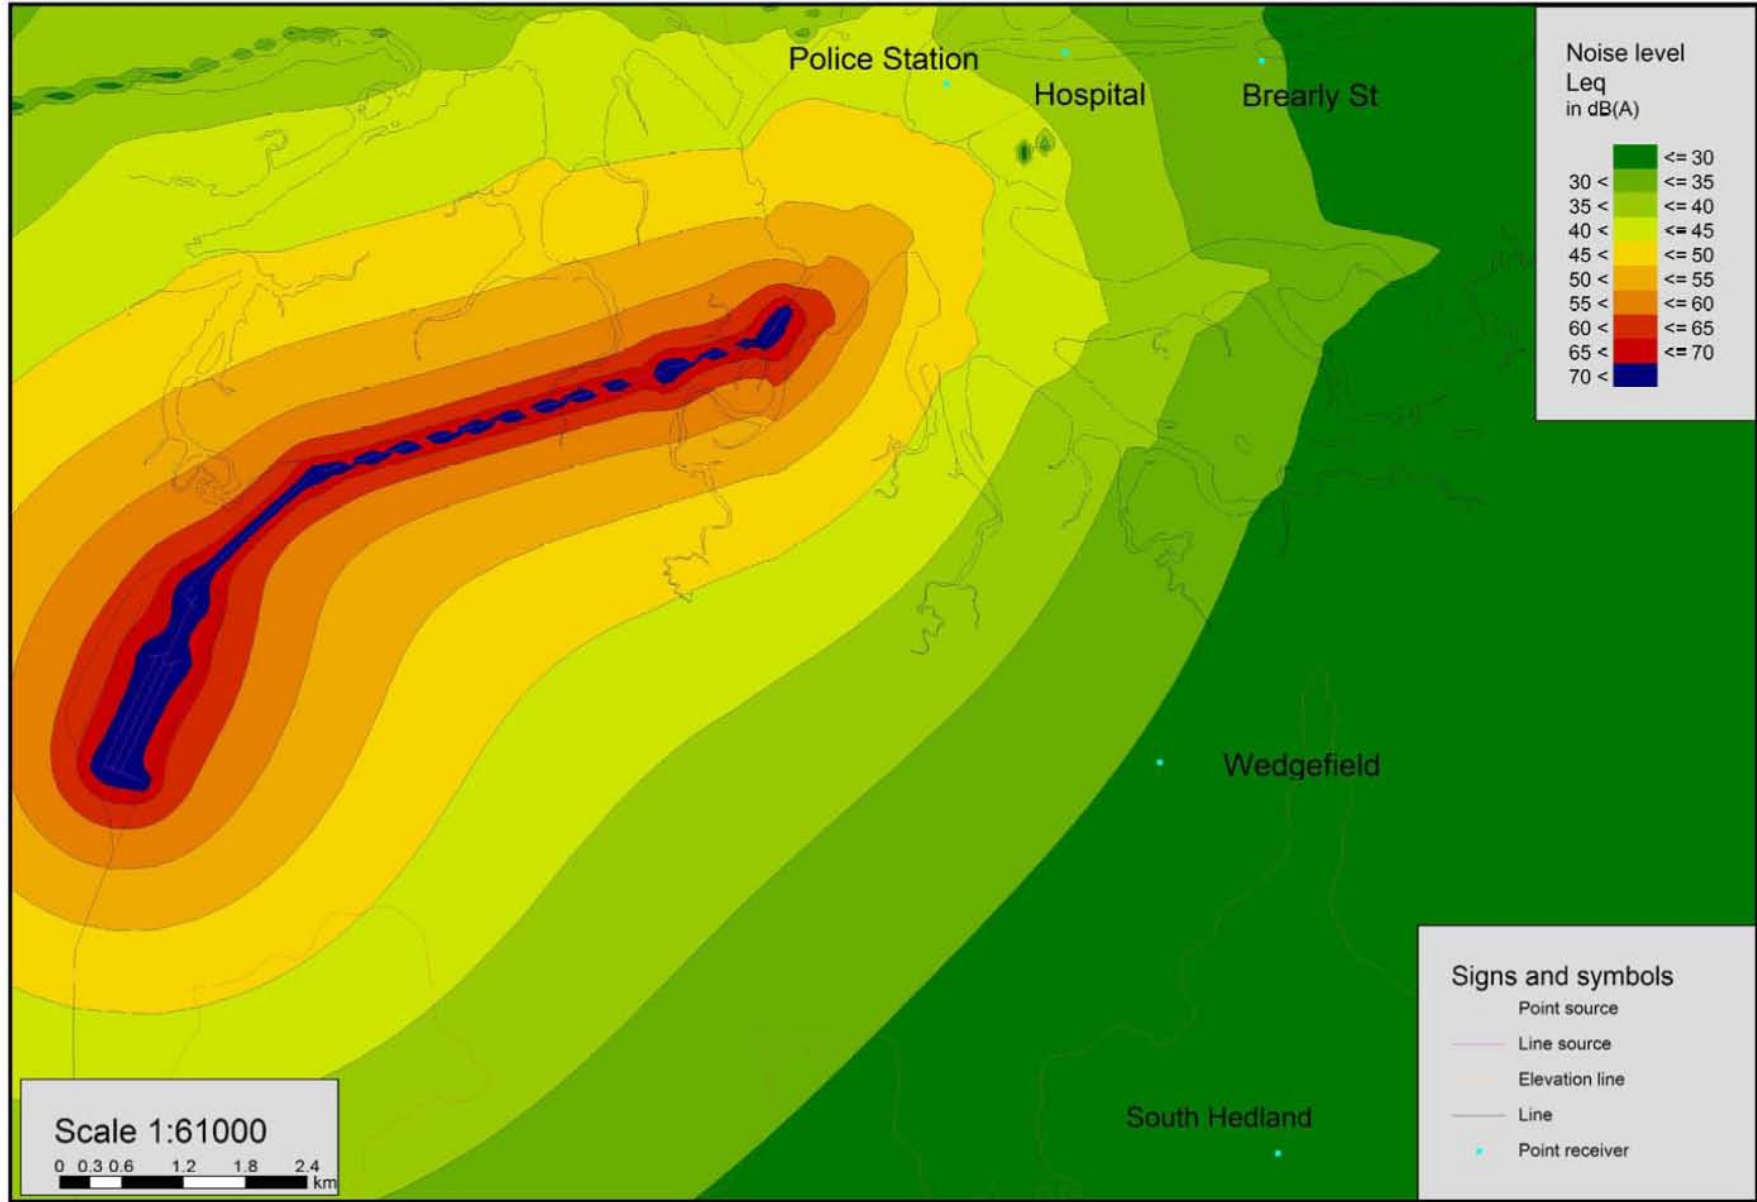 Police Station
Hospital
Brearly St
Noise level
Leq
in dB(A)
<= 30
30 < <= 35
35 < <= 40
40 < <= 45
45 < <= 50
50 < <= 55
55 < <= 60
60 < <= 65
65 < <= 70
70 <
Wedgefield
South Hedland
Signs and symbols
Point source
Line source
Elevation line
Line
Point receiver
Scale 1:61000
0 0.3 0.6 1.2 1.8 2.4
km